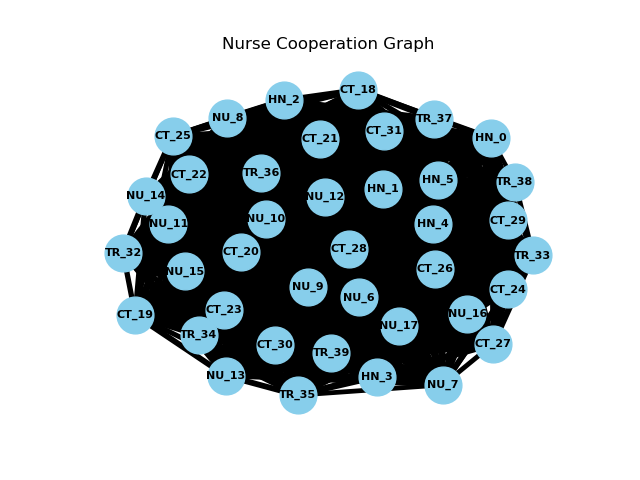 Nurse Cooperation Graph
CT_18
HN_2
NU_8
TR_37
CT_31
CT_25
HN_0
CT_21
CT_22
TR_36
HN_5
TR_38
HN_1
NU_14
NU_12
NU_10
CT_29
NU_11
HN_4
CT_28
CT_20
TR_32
TR_33
CT_26
NU_15
NU_9
CT_24
NU_6
CT_23
NU_16
CT_19
NU_17
TR_34
CT_27
CT_30
TR_39
NU_13
HN_3
NU_7
TR_35